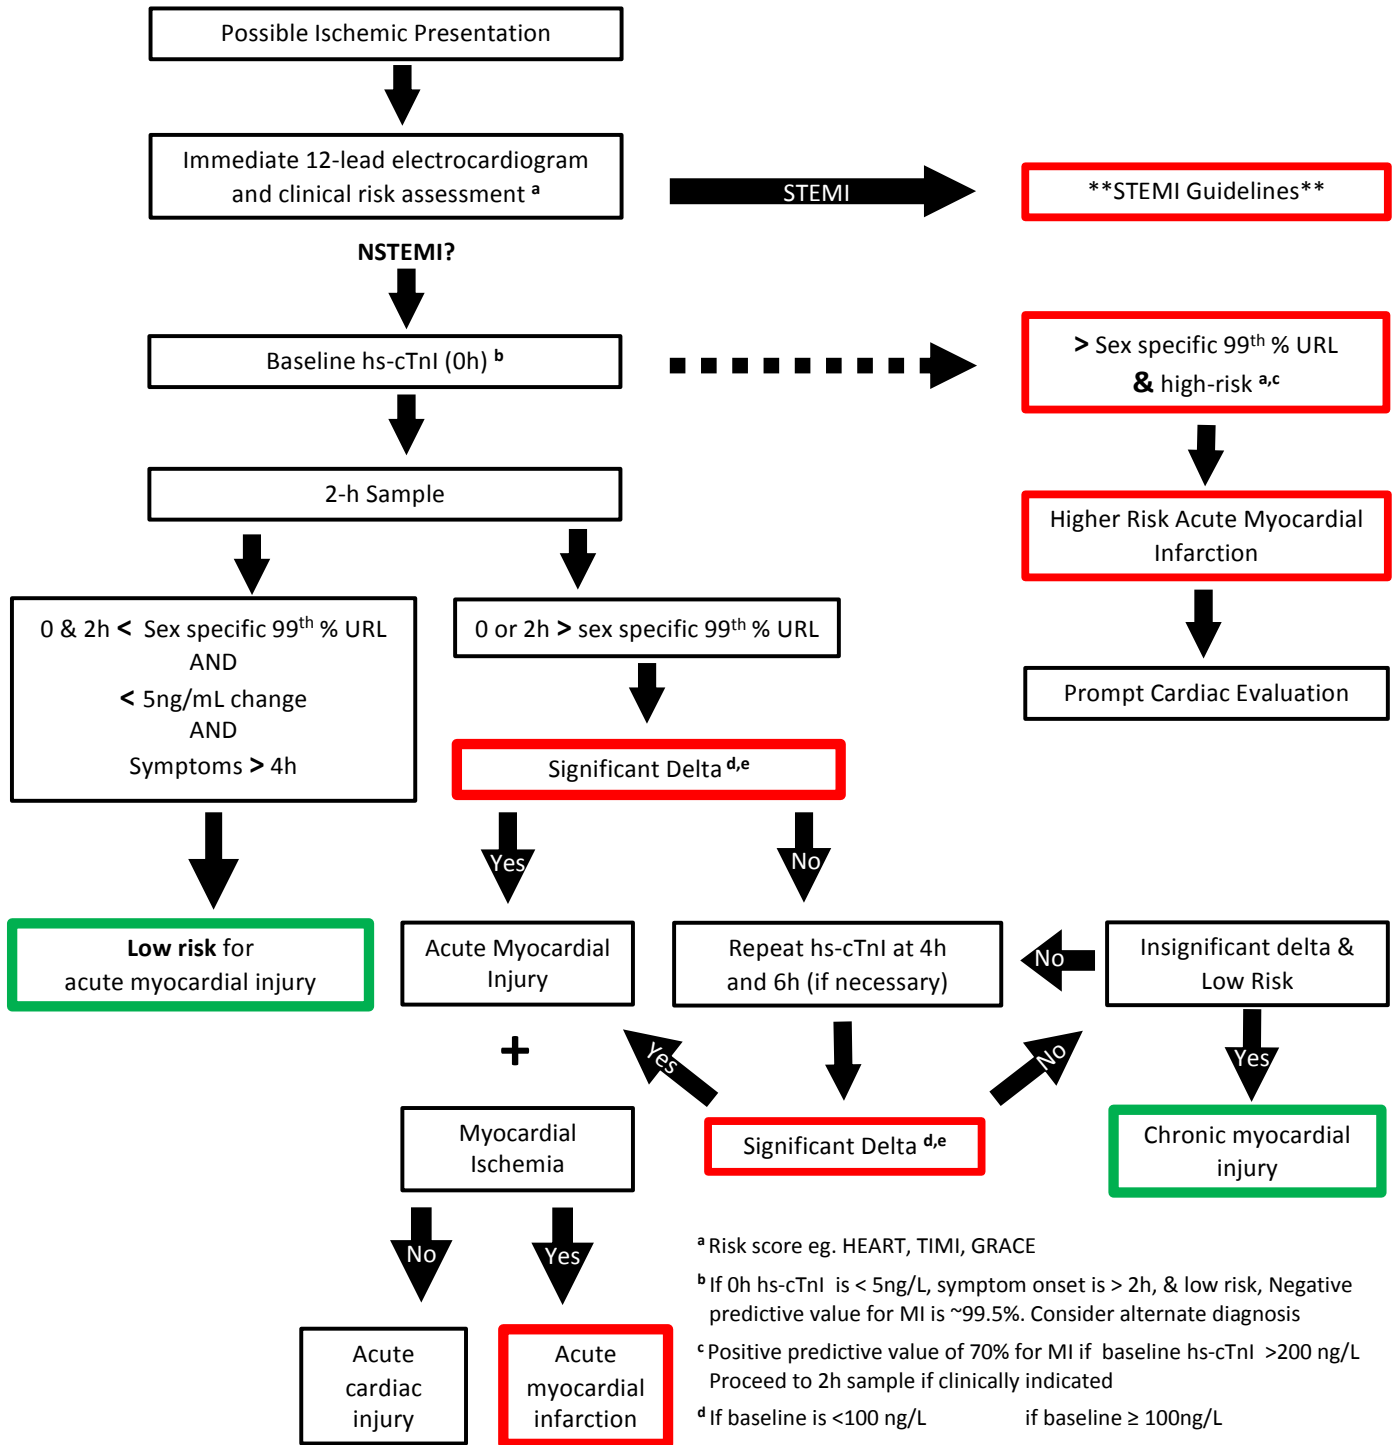 Possible Ischemic Presentation
Immediate 12-lead electrocardiogram
and clinical risk assessment a
STEMI
**STEMI Guidelines**
NSTEMI?
Baseline hs-cTnI (0h) b
> Sex specific 99th % URL
& high-risk a,c
2-h Sample
Higher Risk Acute Myocardial
Infarction
0 & 2h < Sex specific 99th % URL
AND
< 5ng/mL change
AND
Symptoms > 4h
0 or 2h > sex specific 99th % URL
Prompt Cardiac Evaluation
Significant Delta d,e
Yes
No
Low risk for
acute myocardial injury
Acute Myocardial
Injury
Repeat hs-cTnI at 4h
and 6h (if necessary)
No
Insignificant delta &
Low Risk
+
Yes
No
Yes
Myocardial
Ischemia
Significant Delta d,e
Chronic myocardial
injury
No
Yes
Acute
cardiac
injury
Acute
myocardial
infarction
a Risk score eg. HEART, TIMI, GRACE
b If 0h hs-cTnI is < 5ng/L, symptom onset is > 2h, & low risk, Negative
predictive value for MI is ~99.5%. Consider alternate diagnosis
c Positive predictive value of 70% for MI if baseline hs-cTnI >200 ng/L
Proceed to 2h sample if clinically indicated
d If baseline is <100 ng/L if baseline ≥ 100ng/L